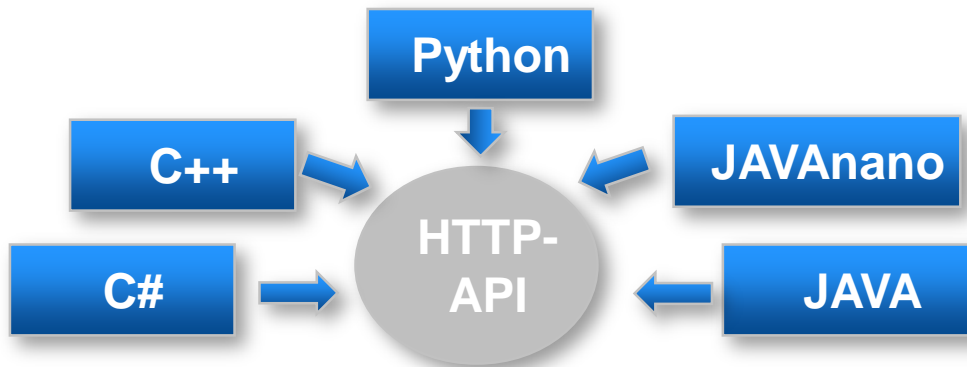 Python
C++
JAVAnano
HTTP-
API
C#
JAVA